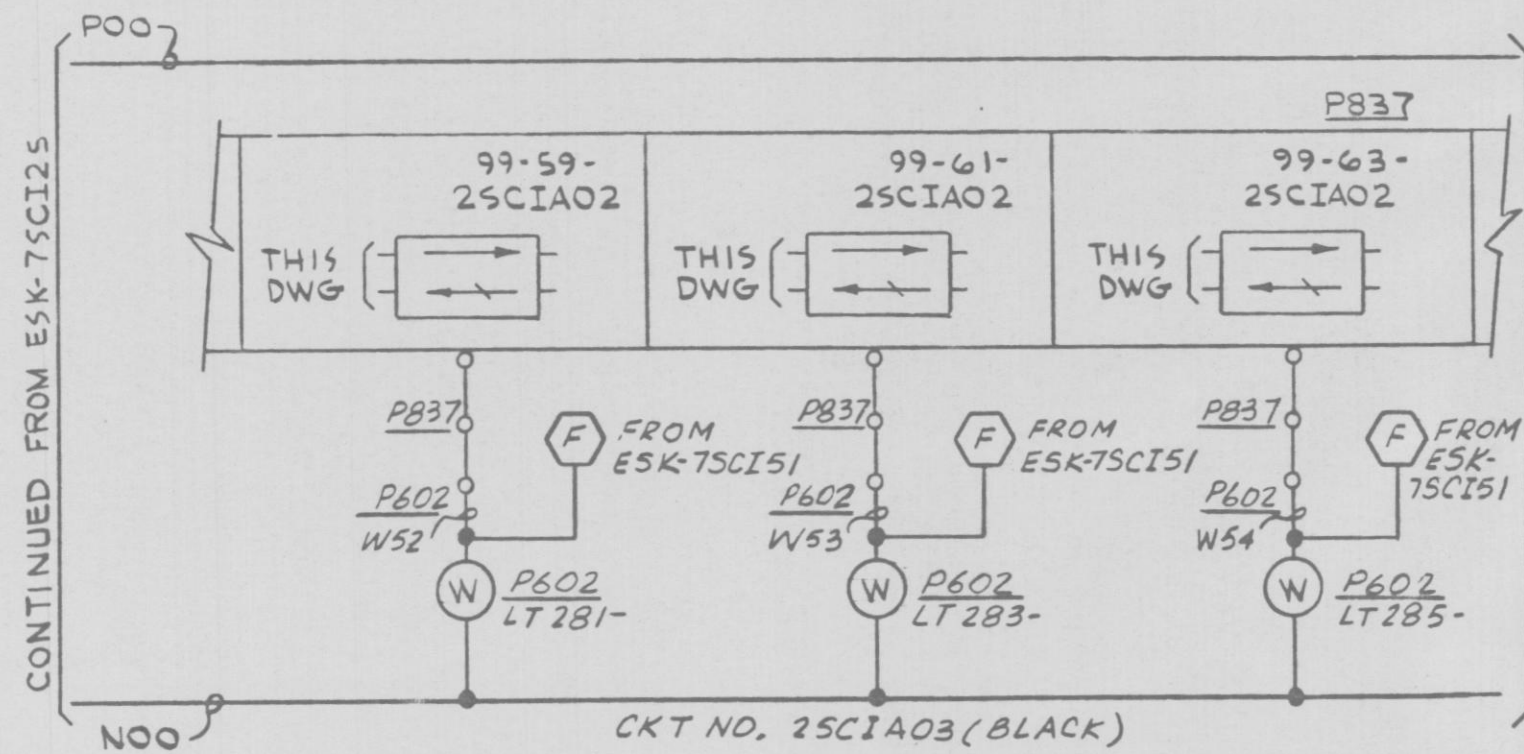 P00
CONTINUED FROM ESK-7SCI25
P837
99-59-
2SCIA02
99-61-
2SCIA02
99-63-
2SCIA02
THIS
DWG
THIS
DWG
THIS
DWG
P837
F
FROM
ESK-7SCI51
P837
F
FROM
ESK-7SCI51
P837
F
FROM
ESK-
7SCI51
P602
W52
P602
W53
P602
W54
W
P602
LT281-
W
P602
LT283-
W
P602
LT285-
N00
CKT NO. 2SCIA03 (BLACK)